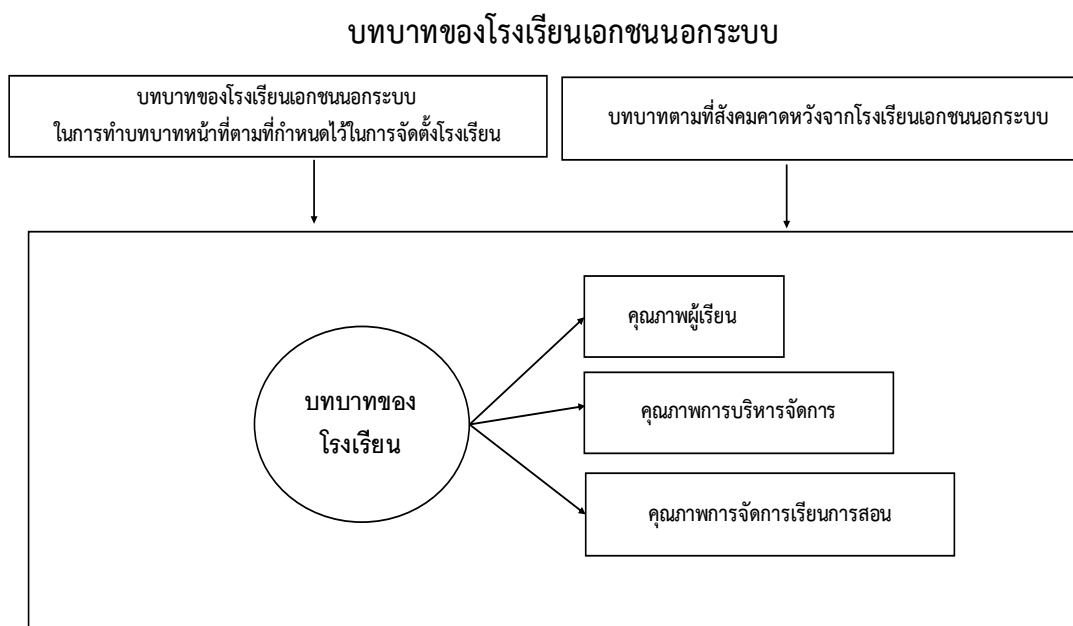 บทบาทของโรงเรียนเอกชนนอกระบบ
บทบาทของโรงเรียนเอกชนนอกระบบ
ในการทำบทบาทหน้าที่ตามที่กำหนดไว้ในการจัดตั้งโรงเรียน
บทบาทตามที่สังคมคาดหวังจากโรงเรียนเอกชนนอกระบบ
บทบาทของ
โรงเรียน
คุณภาพผู้เรียน
คุณภาพการบริหารจัดการ
คุณภาพการจัดการเรียนการสอน